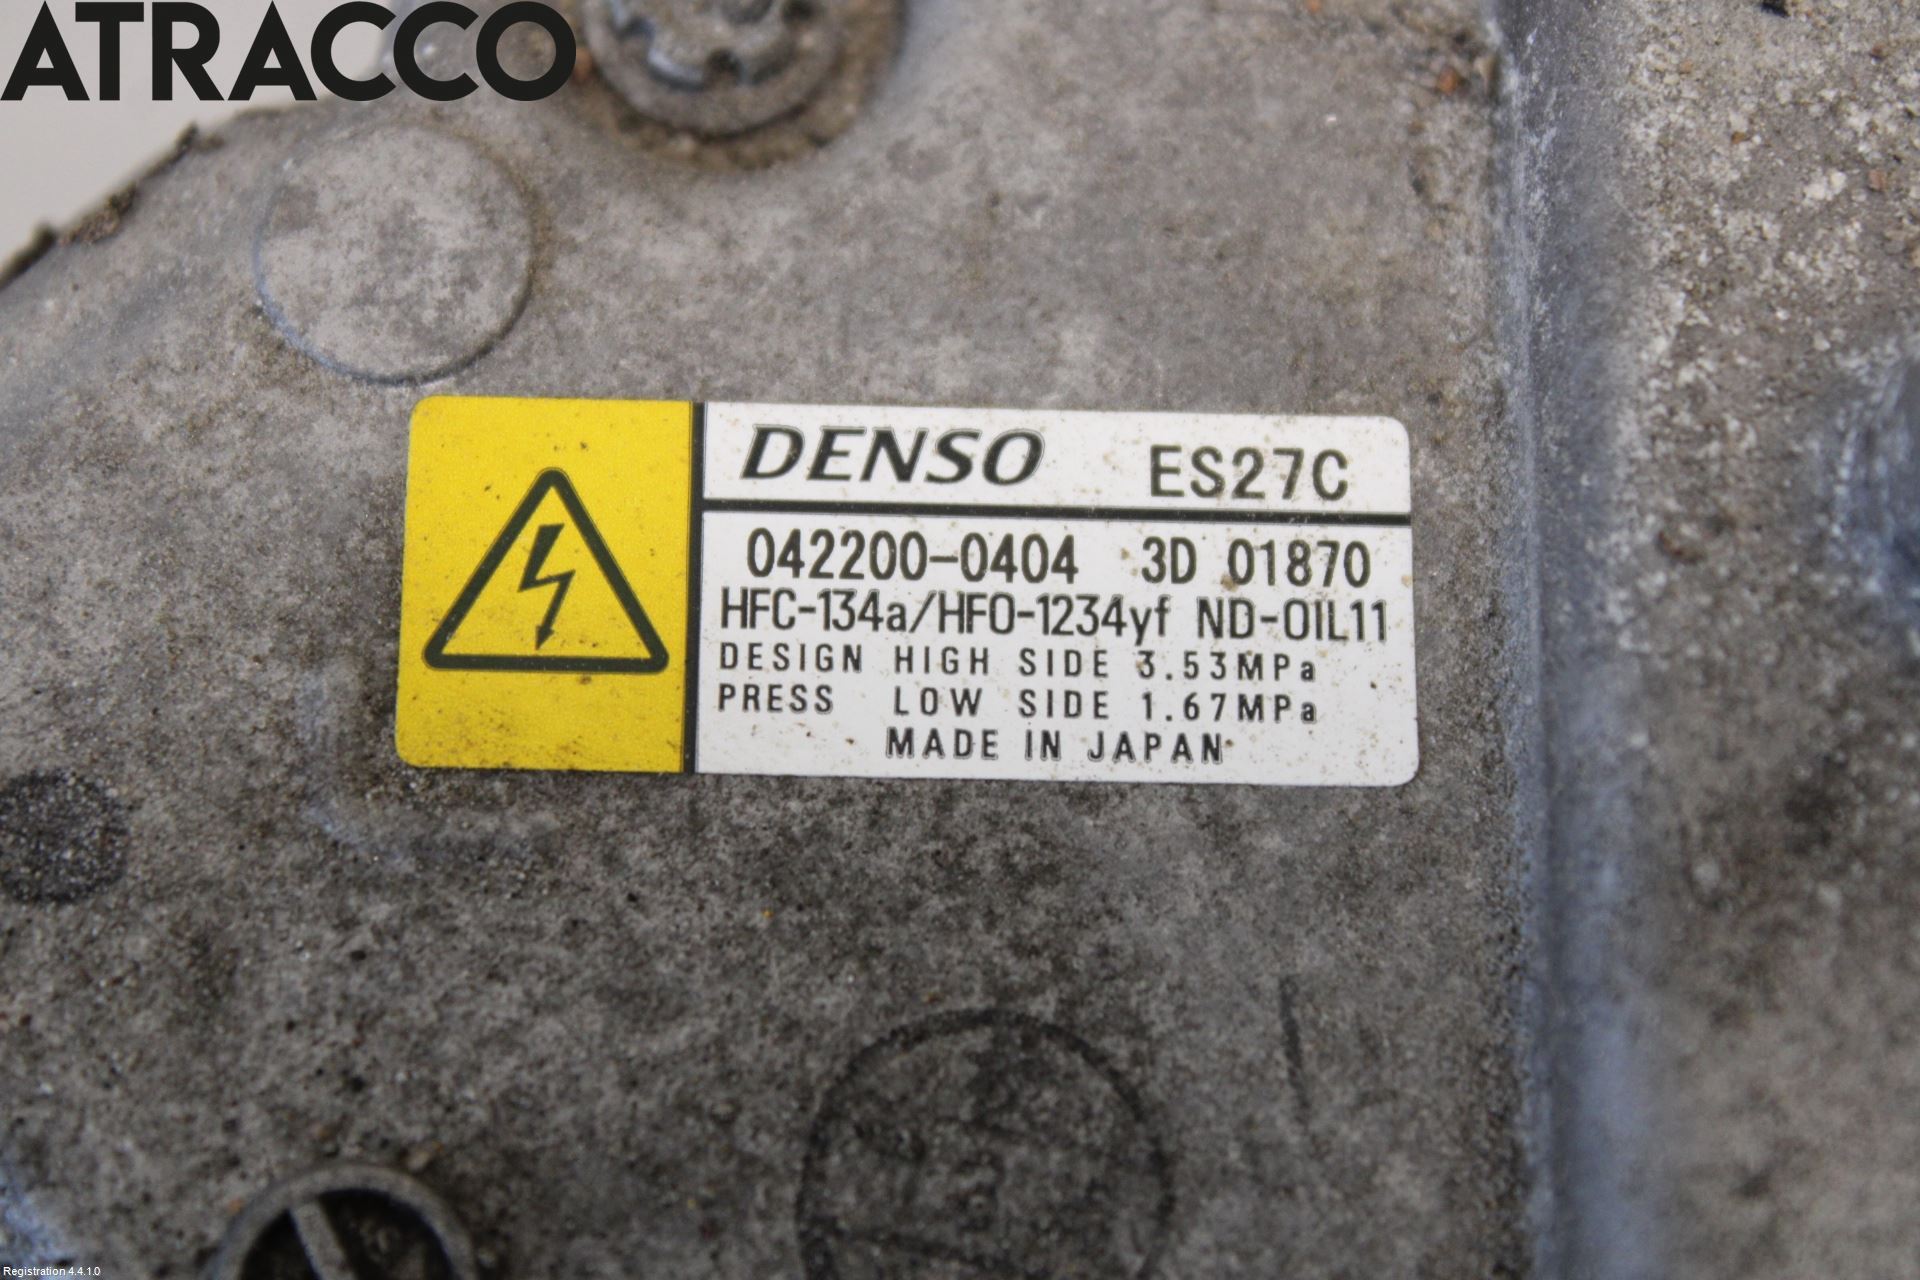 ATRACCO
DENSO ES27C
042200-0404 3D 01870
HFC-134a/HFO-1234yf ND-OIL11
DESIGN HIGH SIDE 3.53MPa
PRESS LOW SIDE 1.67MPa
MADE IN JAPAN
Registration 4.4.1.0